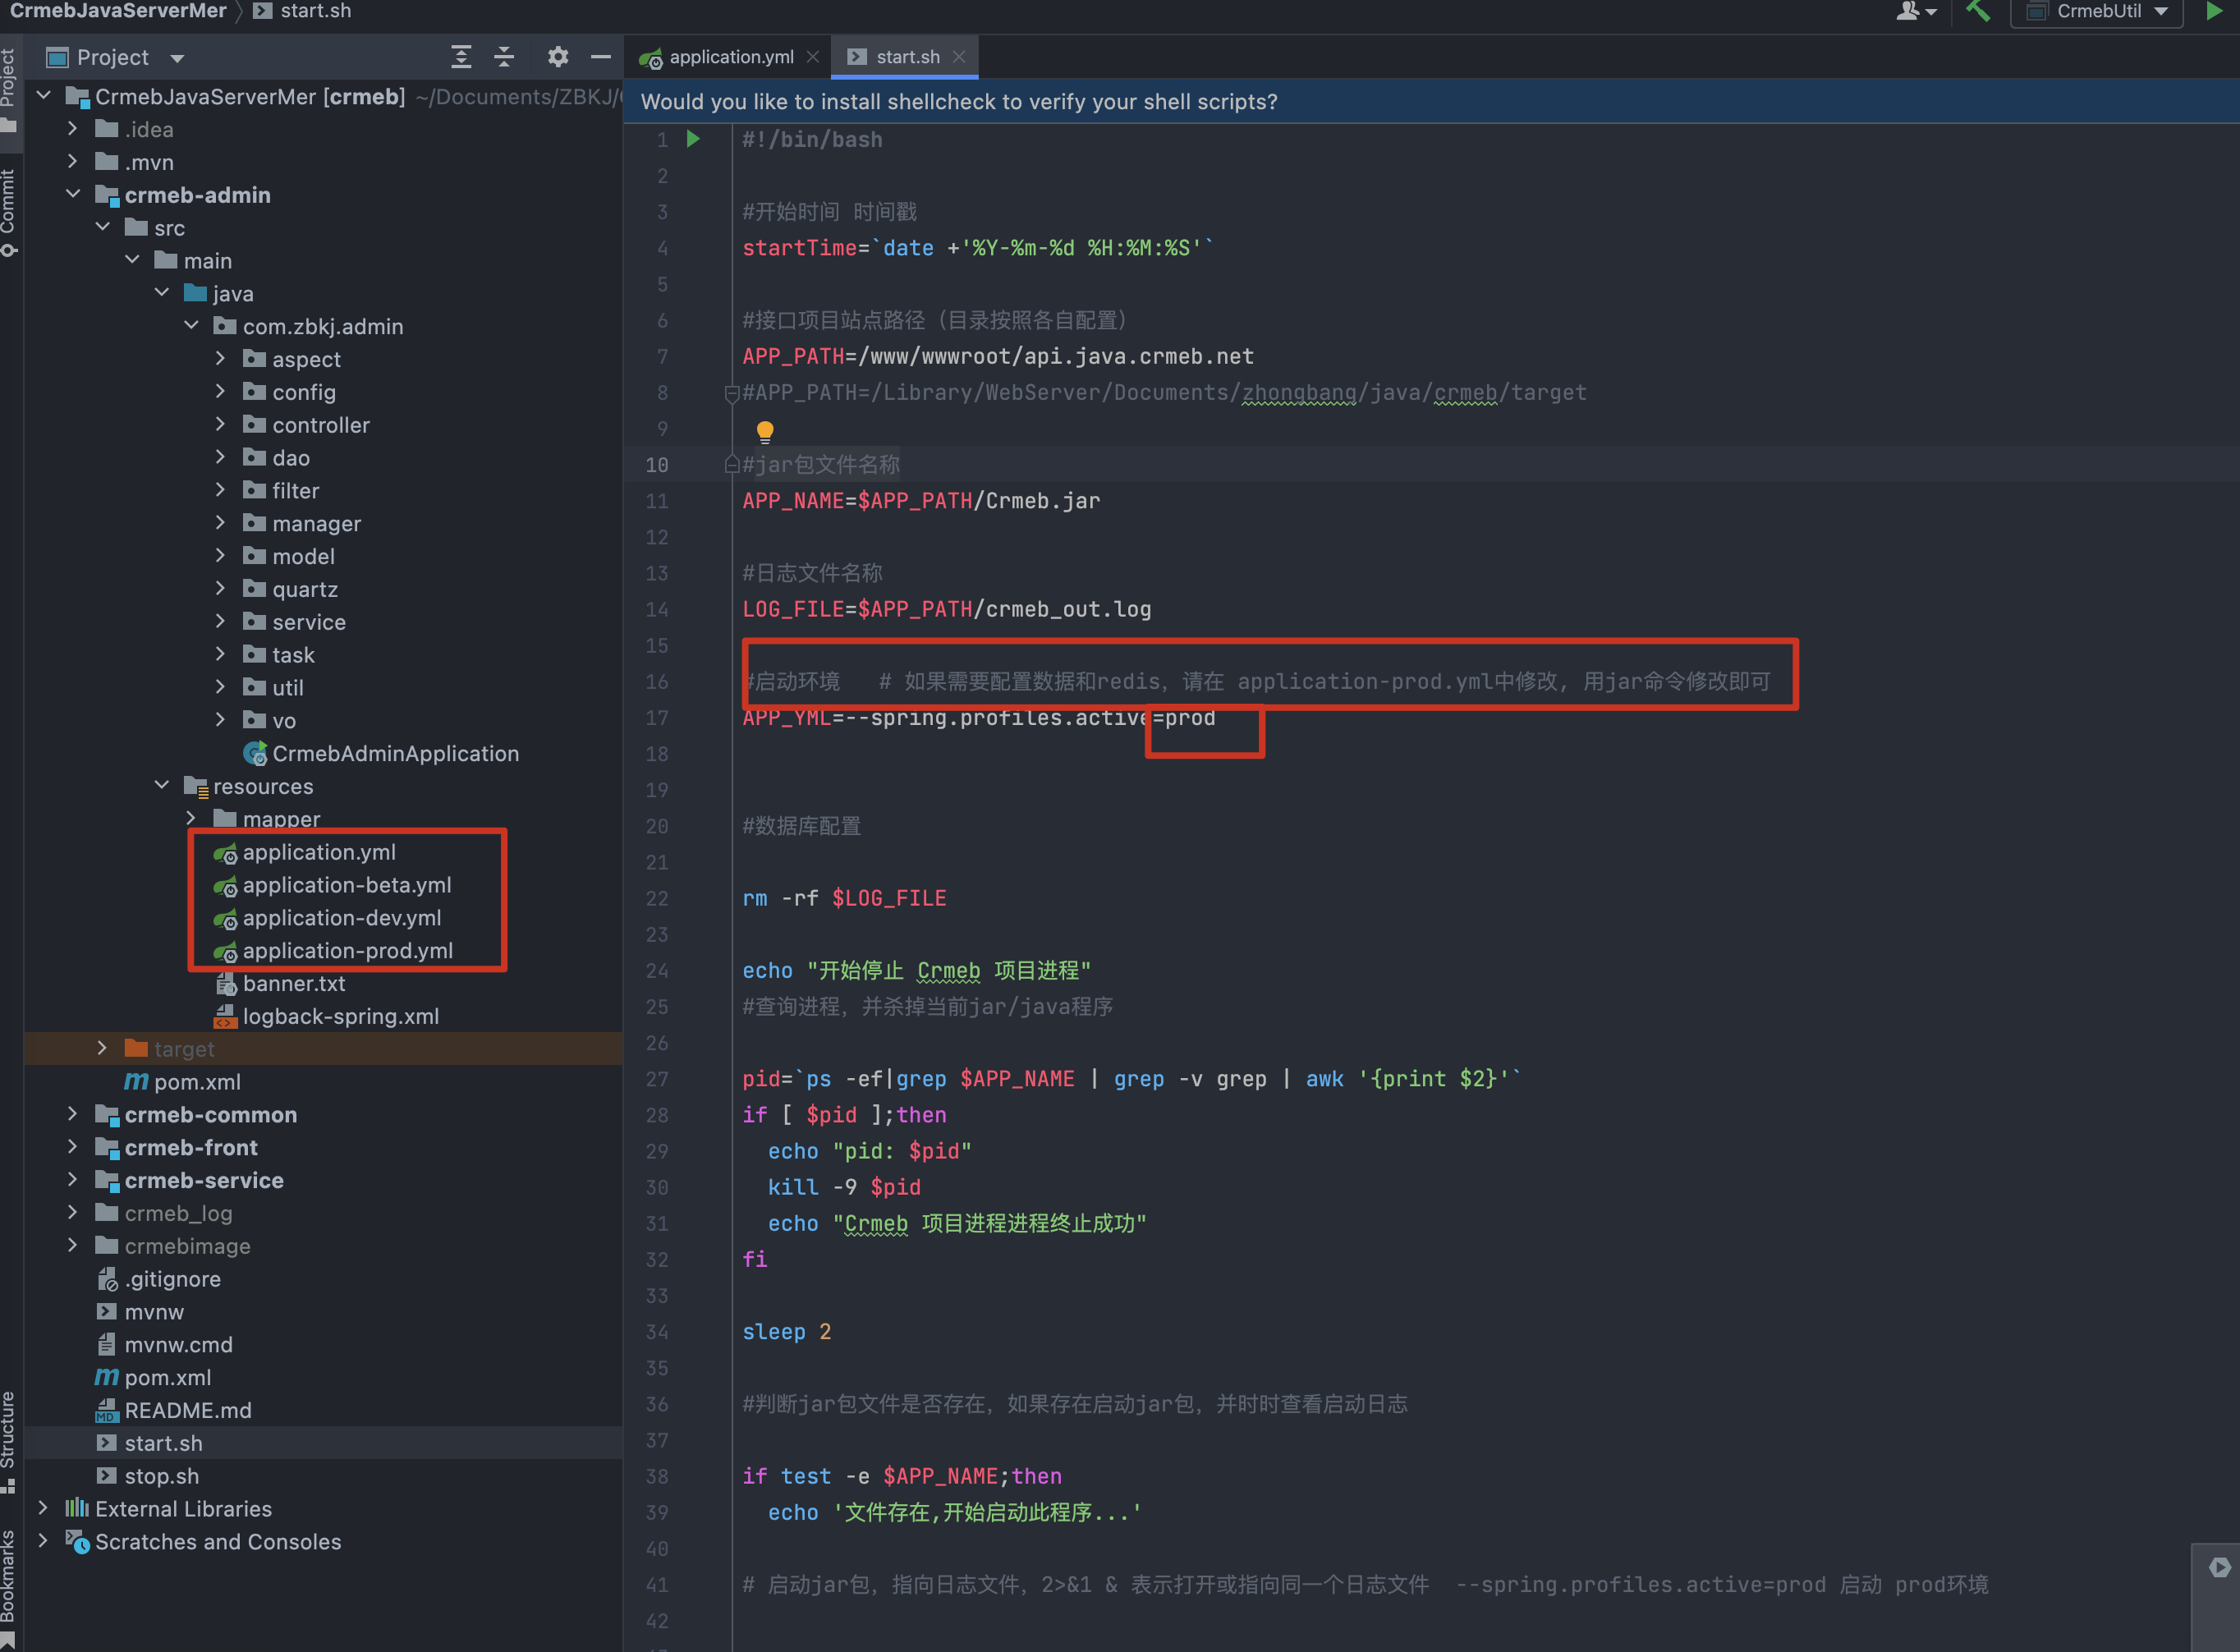 CrmebJavaServerMer
start.sh
CrmebUtil
Project
application.yml
start.sh
Project
Commit
Structure
Bookmarks
Would you like to install shellcheck to verify your shell scripts?
CrmebJavaServerMer [crmeb] ~/Documents/ZBKJ/
.idea
.mvn
crmeb-admin
src
main
java
com.zbkj.admin
aspect
config
controller
dao
filter
manager
model
quartz
service
task
util
vo
CrmebAdminApplication
resources
mapper
application.yml
application-beta.yml
application-dev.yml
application-prod.yml
banner.txt
logback-spring.xml
target
pom.xml
crmeb-common
crmeb-front
crmeb-service
crmeb_log
crmebimage
.gitignore
mvnw
mvnw.cmd
pom.xml
README.md
start.sh
stop.sh
External Libraries
Scratches and Consoles
1 #!/bin/bash
2
3 #开始时间 时间戳
4 startTime=`date +'%Y-%m-%d %H:%M:%S'`
5
6 #接口项目站点路径（目录按照各自配置）
7 APP_PATH=/www/wwwroot/api.java.crmeb.net
8 #APP_PATH=/Library/WebServer/Documents/zhongbang/java/crmeb/target
9
10 #jar包文件名称
11 APP_NAME=$APP_PATH/Crmeb.jar
12
13 #日志文件名称
14 LOG_FILE=$APP_PATH/crmeb_out.log
15
16 #启动环境   # 如果需要配置数据和redis，请在 application-prod.yml中修改, 用jar命令修改即可
17 APP_YML=--spring.profiles.active=prod
18
19
20 #数据库配置
21
22 rm -rf $LOG_FILE
23
24 echo "开始停止 Crmeb 项目进程"
25 #查询进程，并杀掉当前jar/java程序
26
27 pid=`ps -ef|grep $APP_NAME | grep -v grep | awk '{print $2}'`
28 if [ $pid ];then
29   echo "pid: $pid"
30   kill -9 $pid
31   echo "Crmeb 项目进程进程终止成功"
32 fi
33
34 sleep 2
35
36 #判断jar包文件是否存在，如果存在启动jar包，并时时查看启动日志
37
38 if test -e $APP_NAME;then
39   echo '文件存在,开始启动此程序...'
40
41 # 启动jar包，指向日志文件，2>&1 & 表示打开或指向同一个日志文件  --spring.profiles.active=prod 启动 prod环境
42